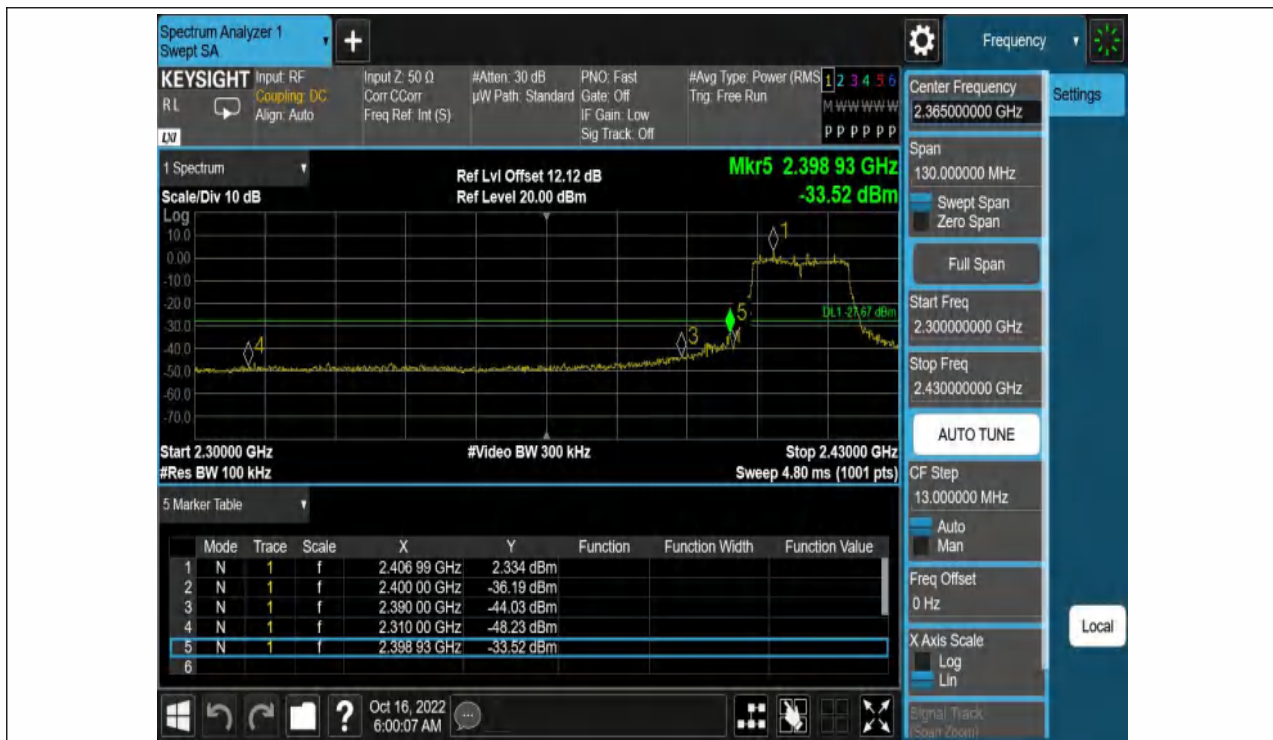 Spectrum Analyzer 1
Swept SA
Frequency
KEYSIGHT
RL
LXI
Input: RF
Coupling: DC
Align: Auto
Input Z: 50 Ω
Corr CCorr
Freq Ref: Int (S)
#Atten: 30 dB
µW Path: Standard
PNO: Fast
Gate: Off
IF Gain: Low
Sig Track: Off
#Avg Type: Power (RMS
Trig: Free Run
1 2 3 4 5 6
M W W W W W
P P P P P P
1 Spectrum
Scale/Div 10 dB
Ref Lvl Offset 12.12 dB
Ref Level 20.00 dBm
Mkr5 2.398 93 GHz
-33.52 dBm
Log
10.0
0.00
-10.0
-20.0
-30.0
-40.0
-50.0
-60.0
-70.0
1
5
3
4
DL1 -27.67 dBm
Start 2.30000 GHz
#Res BW 100 kHz
#Video BW 300 kHz
Stop 2.43000 GHz
Sweep 4.80 ms (1001 pts)
5 Marker Table
Mode Trace Scale X Y Function Function Width Function Value
1 N 1 f 2.406 99 GHz 2.334 dBm
2 N 1 f 2.400 00 GHz -36.19 dBm
3 N 1 f 2.390 00 GHz -44.03 dBm
4 N 1 f 2.310 00 GHz -48.23 dBm
5 N 1 f 2.398 93 GHz -33.52 dBm
6
Oct 16, 2022
6:00:07 AM
Center Frequency
2.365000000 GHz
Span
130.000000 MHz
Swept Span
Zero Span
Full Span
Start Freq
2.300000000 GHz
Stop Freq
2.430000000 GHz
AUTO TUNE
CF Step
13.000000 MHz
Auto
Man
Freq Offset
0 Hz
X Axis Scale
Log
Lin
Signal Track
(Span Zoom)
Settings
Local